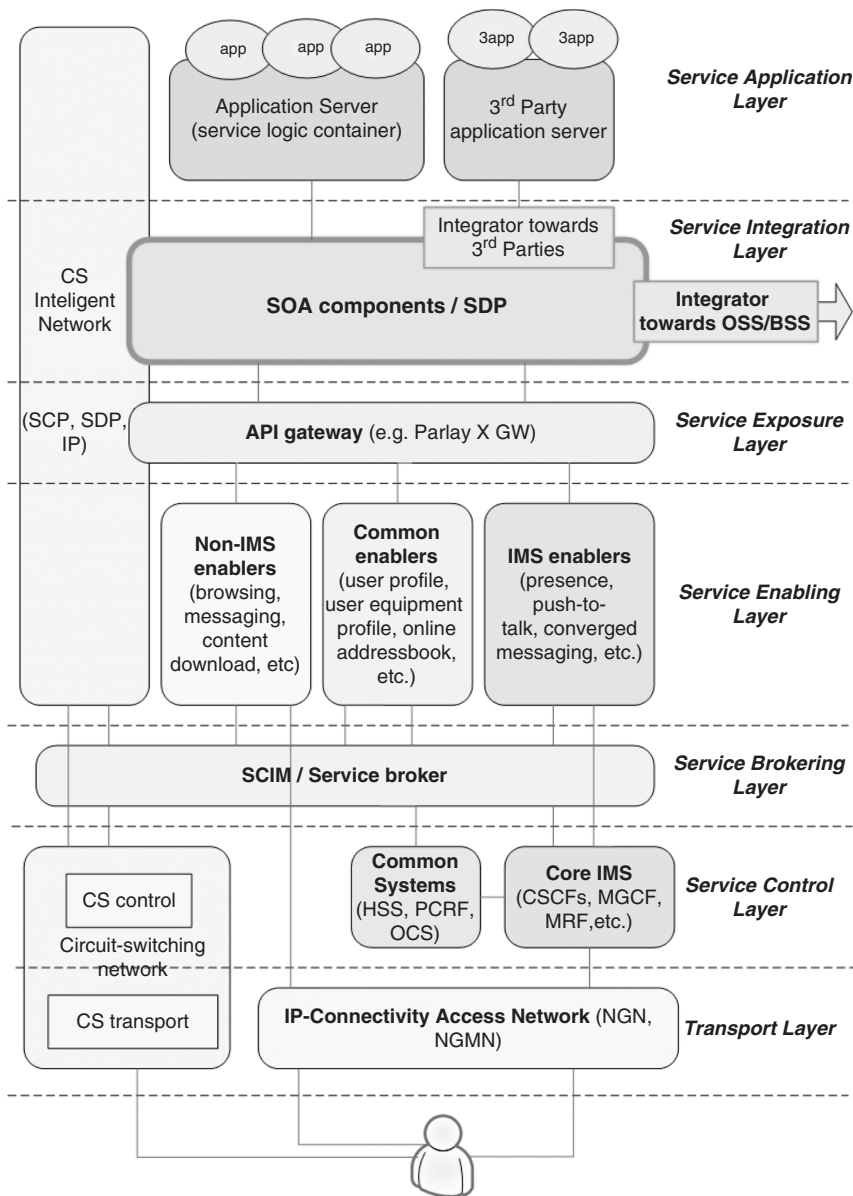 app
app
app
3app
3app
Application Server
(service logic container)
3rd Party
application server
Service Application
Layer
Integrator towards
3rd Parties
Service Integration
Layer
CS
Inteligent
Network
SOA components / SDP
Integrator
towards OSS/BSS
(SCP, SDP,
IP)
API gateway (e.g. Parlay X GW)
Service Exposure
Layer
Non-IMS
enablers
(browsing,
messaging,
content
download, etc)
Common
enablers
(user profile,
user equipment
profile, online
addressbook,
etc.)
IMS enablers
(presence,
push-to-
talk, converged
messaging, etc.)
Service Enabling
Layer
SCIM / Service broker
Service Brokering
Layer
CS control
Circuit-switching
network
CS transport
Common
Systems
(HSS, PCRF,
OCS)
Core IMS
(CSCFs, MGCF,
MRF,etc.)
Service Control
Layer
IP-Connectivity Access Network (NGN,
NGMN)
Transport Layer